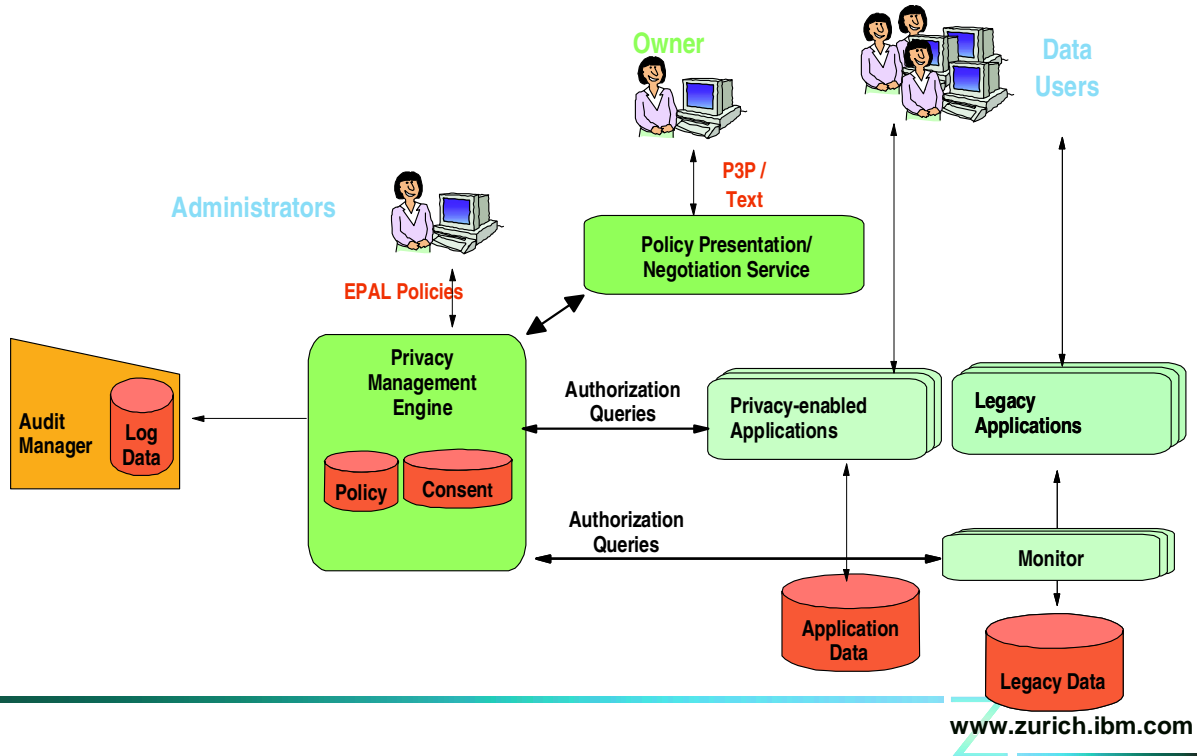 Owner
Data
Users
P3P /
Text
Administrators
Policy Presentation/
Negotiation Service
EPAL Policies
Privacy
Management
Engine
Policy
Consent
Audit
Manager
Log
Data
Authorization
Queries
Privacy-enabled
Applications
Legacy
Applications
Authorization
Queries
Monitor
Application
Data
Legacy Data
www.zurich.ibm.com